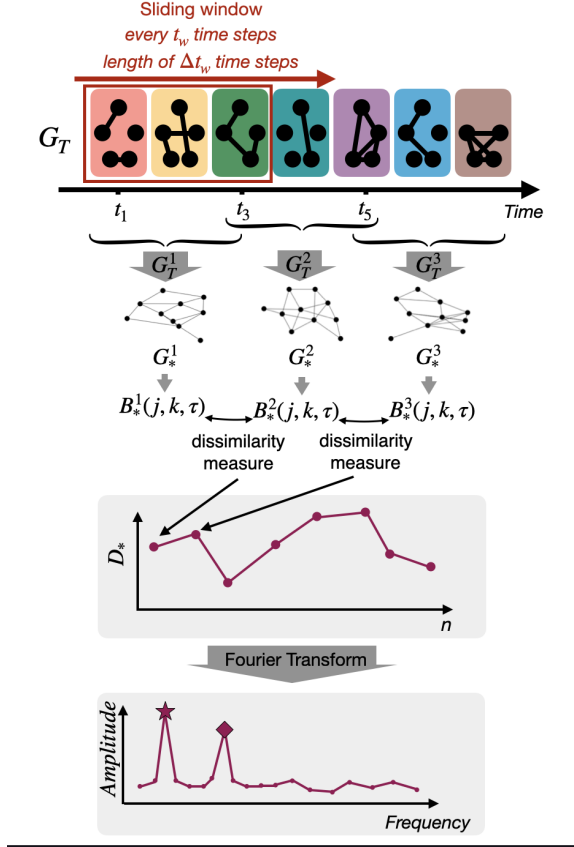 Sliding window
every t_w time steps
length of Δt_w time steps
G_T
t_1 t_3 t_5 Time
G_T^1 G_T^2 G_T^3
G_*^1 G_*^2 G_*^3
B_*^1(j, k, τ) B_*^2(j, k, τ) B_*^3(j, k, τ)
dissimilarity measure
dissimilarity measure
D_*
n
Fourier Transform
Amplitude
Frequency